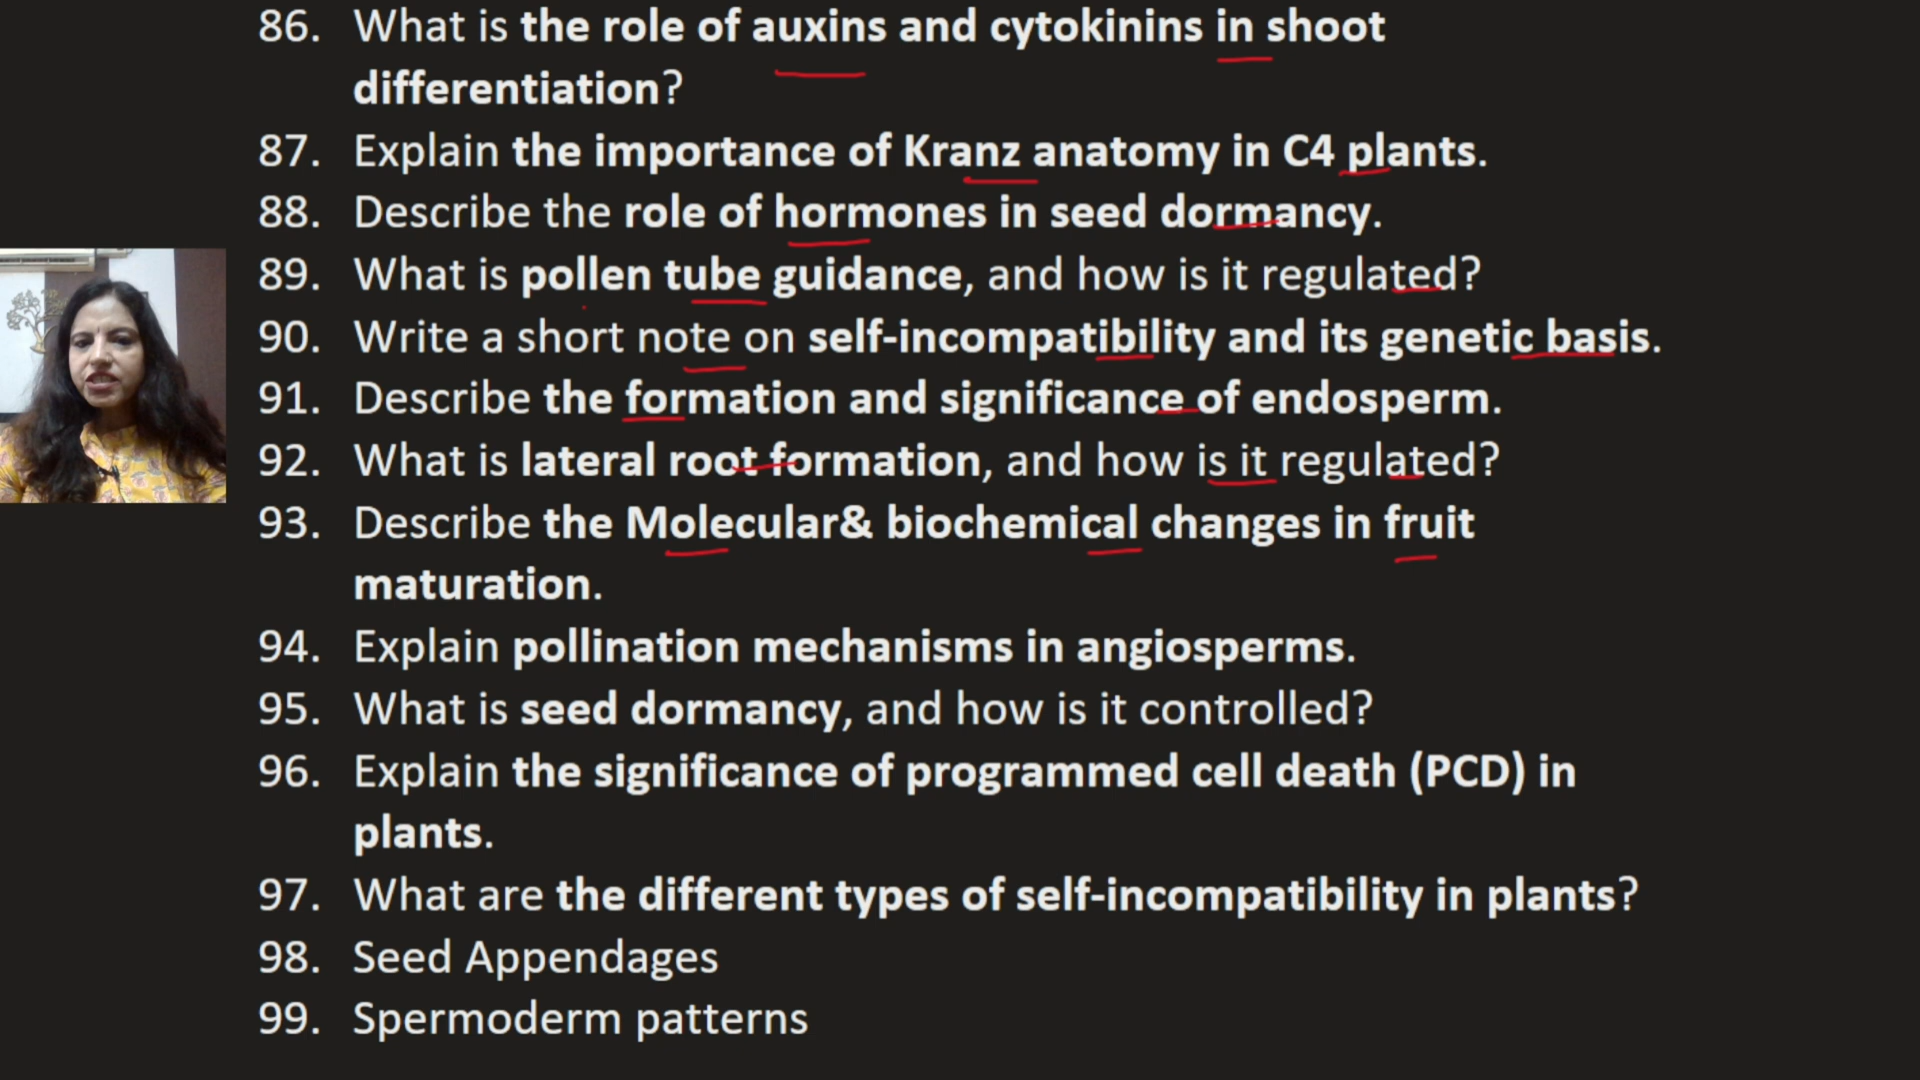 86. What is the role of auxins and cytokinins in shoot
differentiation?
87. Explain the importance of Kranz anatomy in C4 plants.
88. Describe the role of hormones in seed dormancy.
89. What is pollen tube guidance, and how is it regulated?
90. Write a short note on self-incompatibility and its genetic basis.
91. Describe the formation and significance of endosperm.
92. What is lateral root formation, and how is it regulated?
93. Describe the Molecular& biochemical changes in fruit
maturation.
94. Explain pollination mechanisms in angiosperms.
95. What is seed dormancy, and how is it controlled?
96. Explain the significance of programmed cell death (PCD) in
plants.
97. What are the different types of self-incompatibility in plants?
98. Seed Appendages
99. Spermoderm patterns